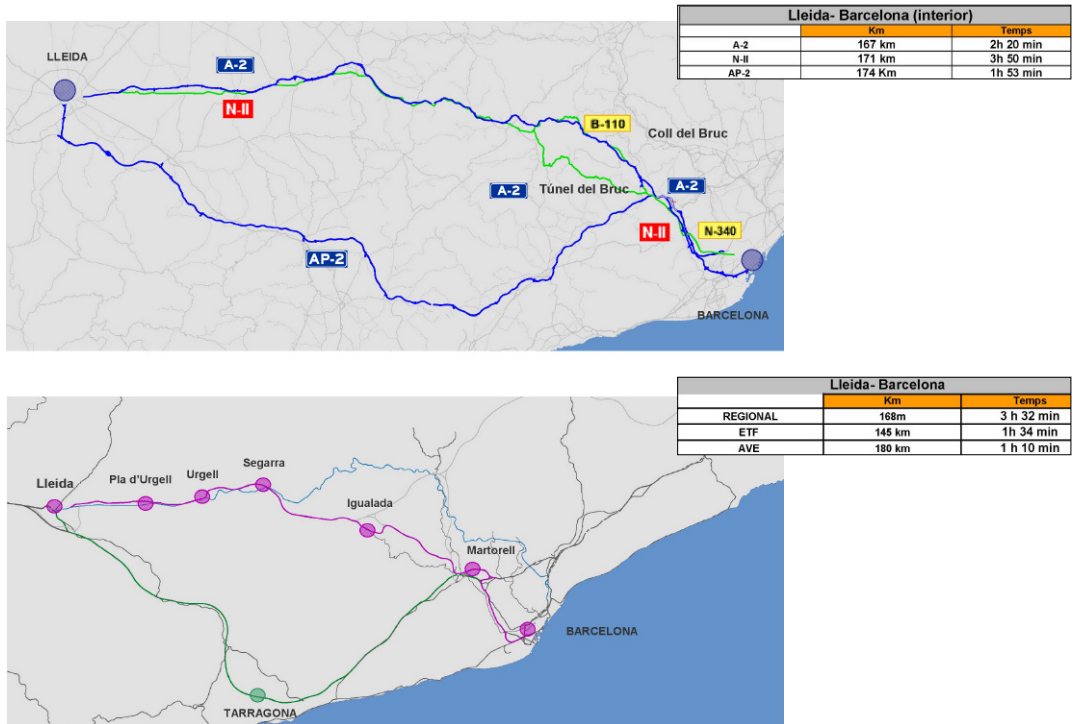 Lleida- Barcelona (interior)
Km Temps
A-2 167 km 2h 20 min
N-II 171 km 3h 50 min
AP-2 174 Km 1h 53 min
LLEIDA
A-2
N-II
B-110
Coll del Bruc
A-2
Túnel del Bruc
A-2
N-II
N-340
AP-2
BARCELONA
Lleida- Barcelona
Km Temps
REGIONAL 168m 3 h 32 min
ETF 145 km 1h 34 min
AVE 180 km 1 h 10 min
Lleida
Pla d'Urgell
Urgell
Segarra
Igualada
Martorell
BARCELONA
TARRAGONA